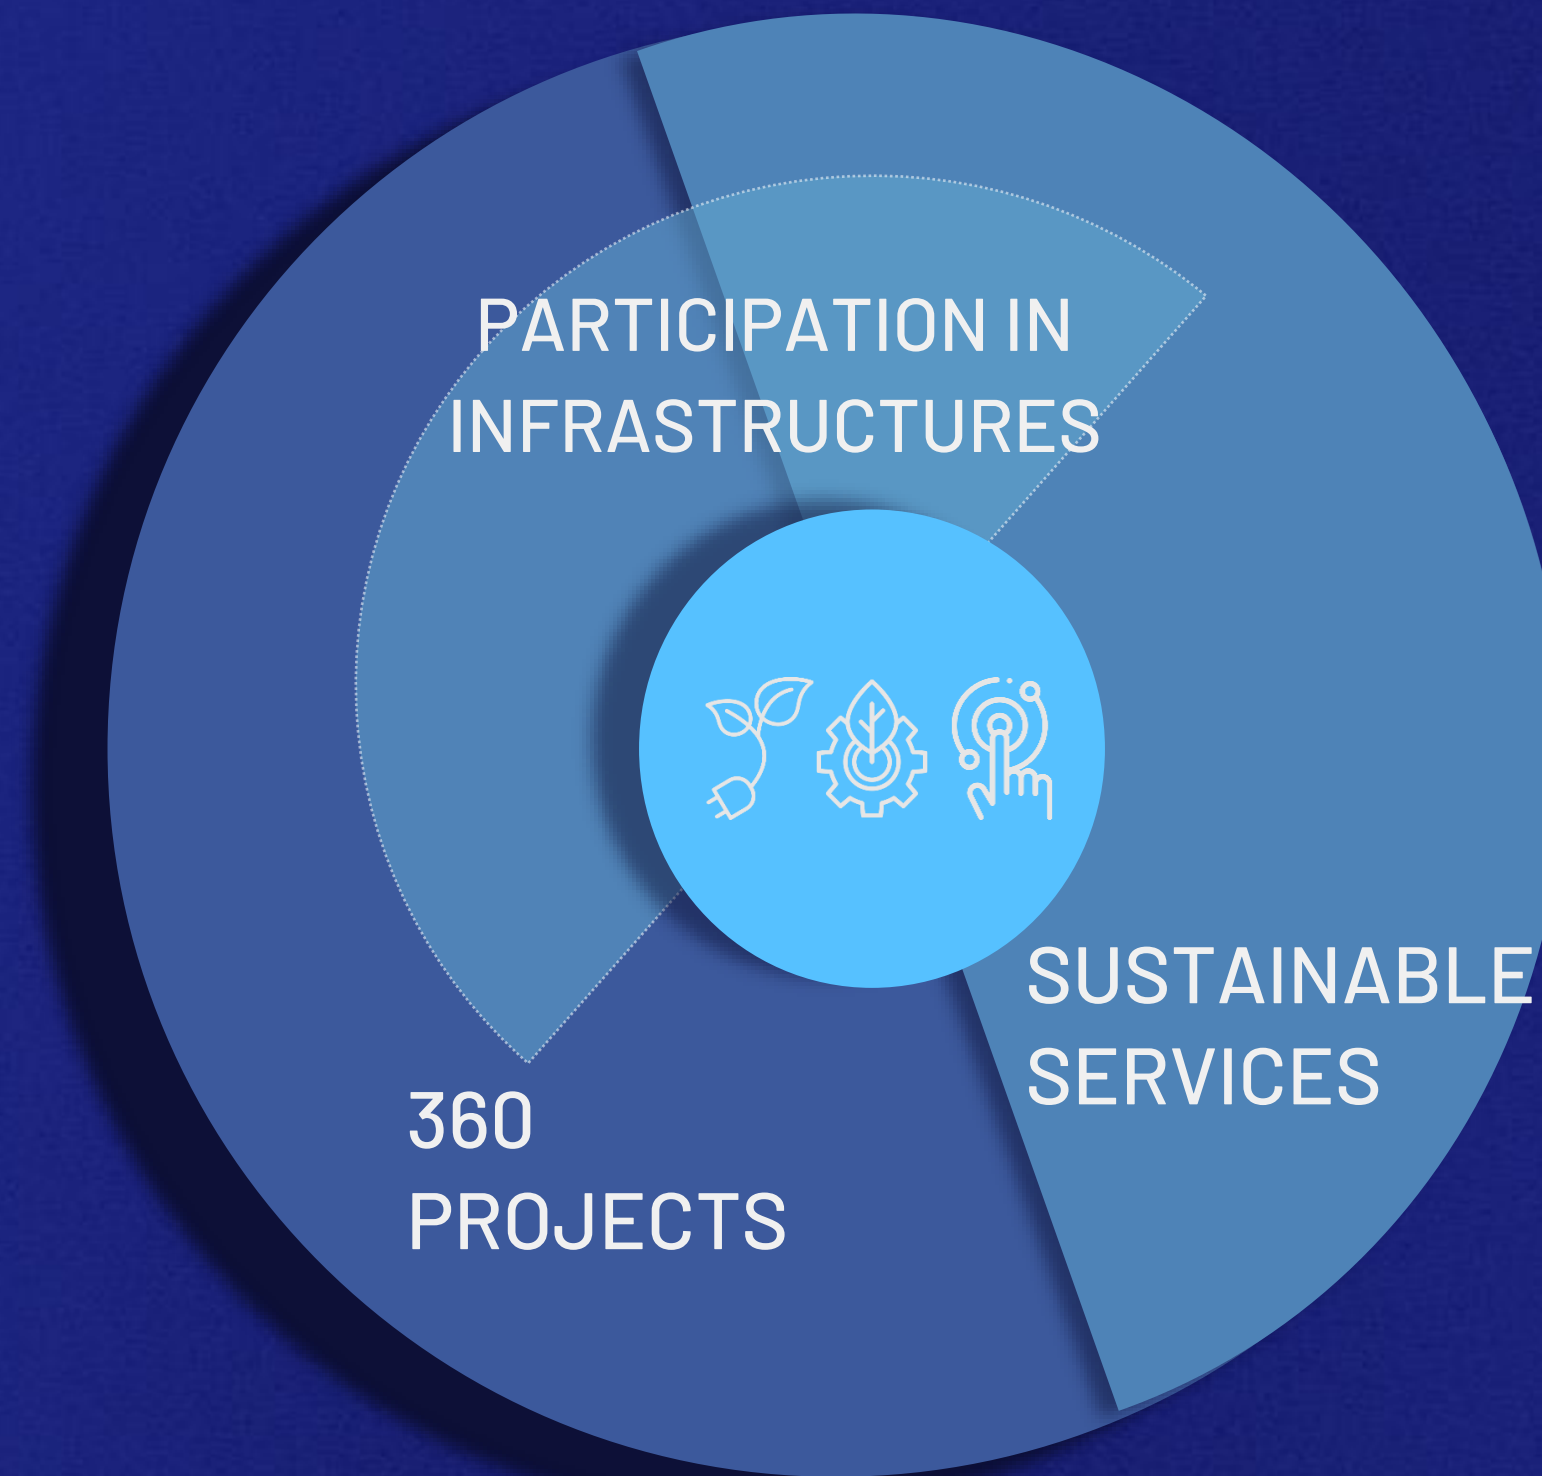 PARTICIPATION IN
INFRASTRUCTURES
SUSTAINABLE
SERVICES
360
PROJECTS